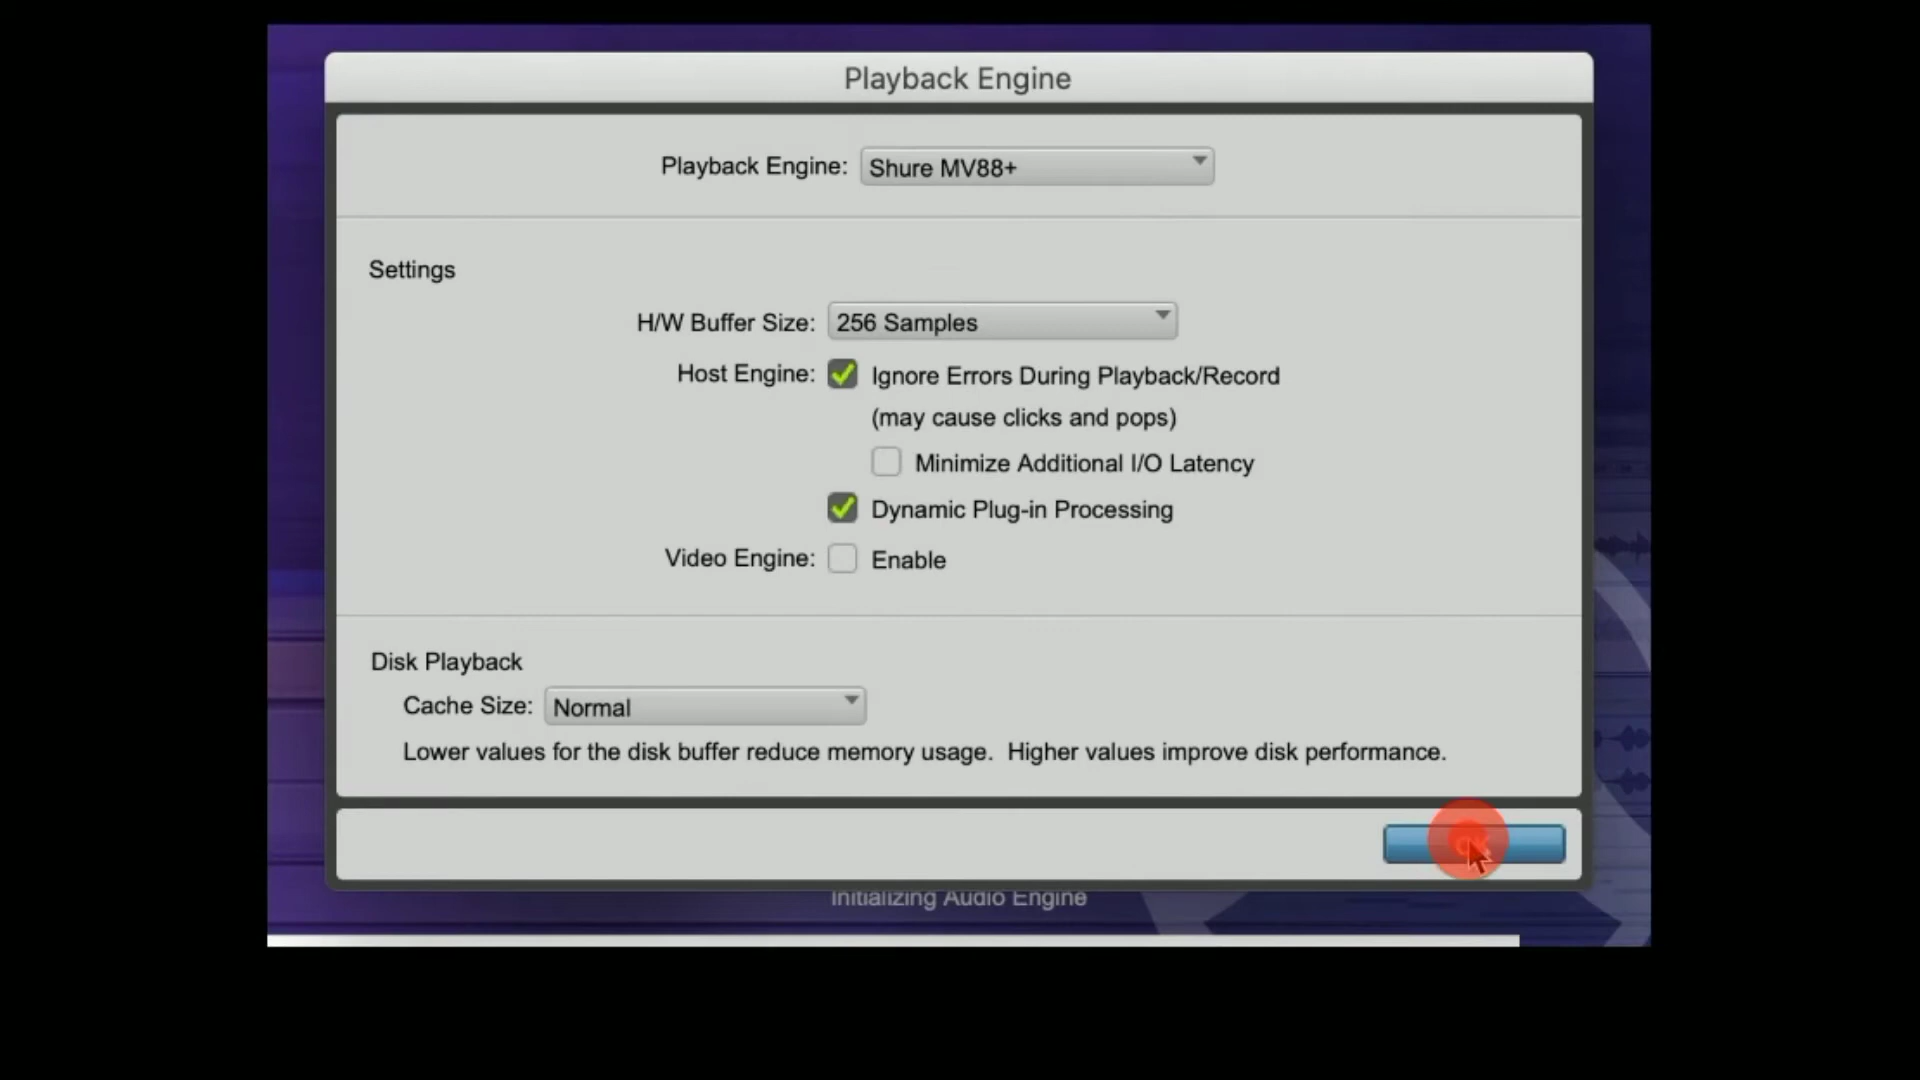 Playback Engine
Playback Engine: Shure MV88+
Settings
H/W Buffer Size: 256 Samples
Host Engine: Ignore Errors During Playback/Record
(may cause clicks and pops)
Minimize Additional I/O Latency
Dynamic Plug-in Processing
Video Engine: Enable
Disk Playback
Cache Size: Normal
Lower values for the disk buffer reduce memory usage.  Higher values improve disk performance.
OK
Initializing Audio Engine